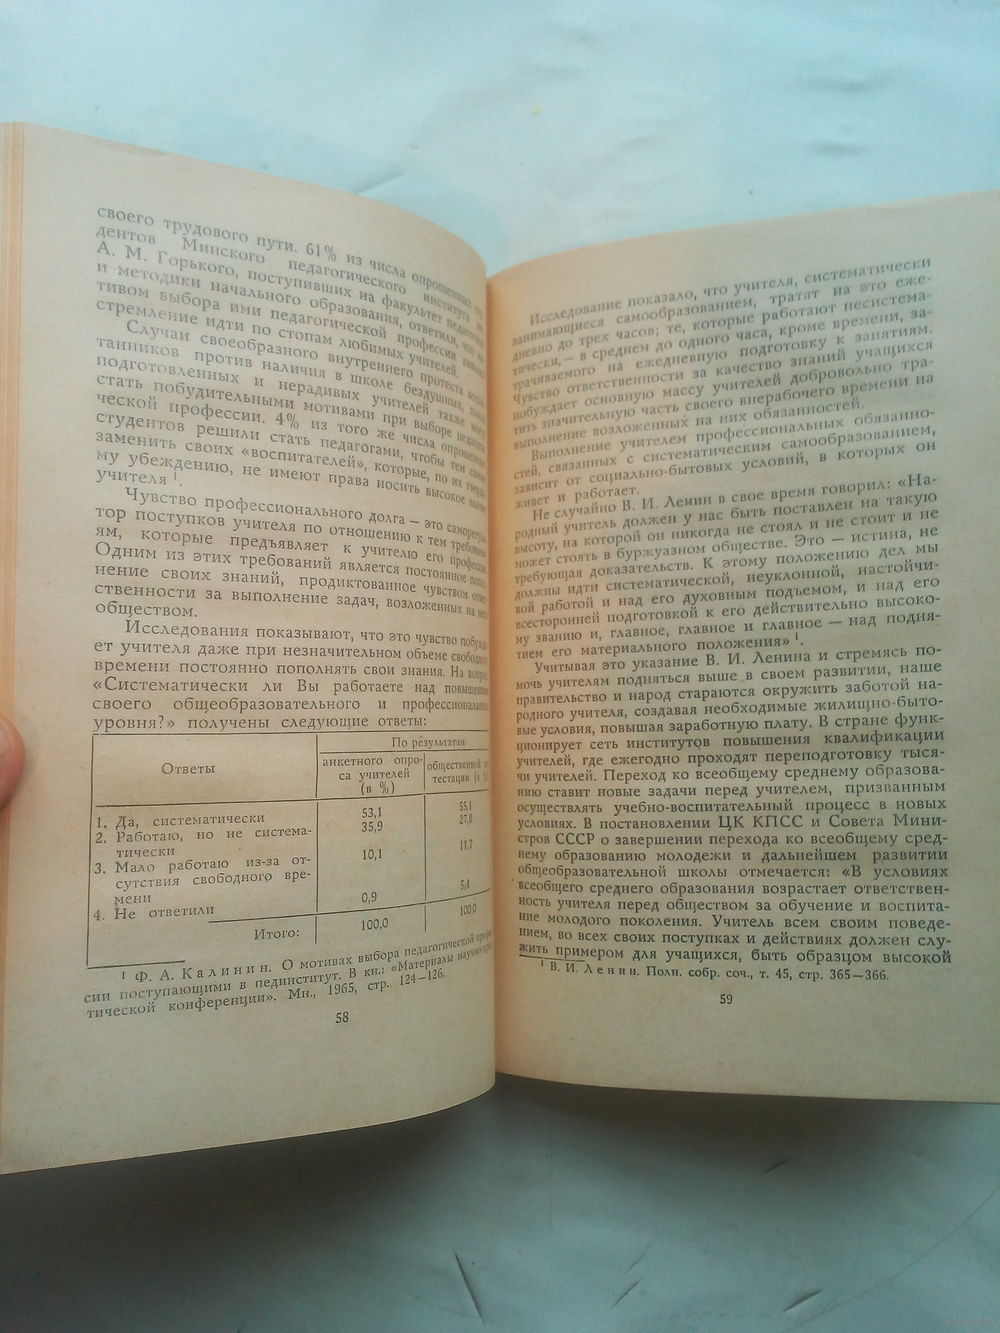 своего трудового пути. 61% из числа опрошенных
дентов Минского педагогического института
А. М. Горького, поступивших на факультет
и методики начального образования, ответили, что
тивом выбора ими педагогической профессии
стремление идти по стопам любимых учителей.
Случаи своеобразного внутреннего протеста
танников против наличия в школе бездушных,
подготовленных и нерадивых учителей также
стать побудительными мотивами при выборе
ческой профессии. 4% из того же числа
студентов решили стать педагогами, чтобы тем
заменить своих «воспитателей», которые, по их
му убеждению, не имеют права носить высокое
учителя ¹.
Чувство профессионального долга — это
тор поступков учителя по отношению к тем
ям, которые предъявляет к учителю его
Одним из этих требований является постоянное
нение своих знаний, продиктованное чувством
ственности за выполнение задач, возложенных на
обществом.
Исследования показывают, что это чувство
ет учителя даже при незначительном объеме
времени постоянно пополнять свои знания. На
«Систематически ли Вы работаете над
своего общеобразовательного и профессионального
уровня?» получены следующие ответы:
Ответы
По результатам
анкетного опро-
са учителей
(в %)
общественной
тестации (в
1. Да, систематически 53,1 55,1
2. Работаю, но не система-
тически 35,9 27,8
3. Мало работаю из-за от-
сутствия свободного вре-
мени 10,1 11,7
4. Не ответили 0,9 5,4
Итого: 100,0 100,0
¹ Ф. А. Калинин. О мотивах выбора педагогической
сии поступающими в пединститут. В кн.: «Материалы
тической конференции». Мн., 1965, стр. 124—126.
58
Исследование показало, что учителя, систематически
занимающиеся самообразованием, тратят на это еже-
дневно до трех часов; те, которые работают несистема-
тически,— в среднем до одного часа, кроме времени, за-
трачиваемого на ежедневную подготовку к занятиям.
Чувство ответственности за качество знаний учащихся
побуждает основную массу учителей добровольно тра-
тить значительную часть своего внерабочего времени на
выполнение возложенных на них обязанностей.
Выполнение учителем профессиональных обязанно-
стей, связанных с систематическим самообразованием,
зависит от социально-бытовых условий, в которых он
живет и работает.
Не случайно В. И. Ленин в свое время говорил: «На-
родный учитель должен у нас быть поставлен на такую
высоту, на которой он никогда не стоял и не стоит и не
может стоять в буржуазном обществе. Это — истина, не
требующая доказательств. К этому положению дел мы
должны идти систематической, неуклонной, настойчи-
вой работой и над его духовным подъемом, и над его
всесторонней подготовкой к его действительно высоко-
му званию и, главное, главное и главное — над подня-
тием его материального положения» ¹.
Учитывая это указание В. И. Ленина и стремясь по-
мочь учителям подняться выше в своем развитии, наше
правительство и народ стараются окружить заботой на-
родного учителя, создавая необходимые жилищно-быто-
вые условия, повышая заработную плату. В стране функ-
ционирует сеть институтов повышения квалификации
учителей, где ежегодно проходят переподготовку тыся-
чи учителей. Переход ко всеобщему среднему образова-
нию ставит новые задачи перед учителем, призванным
осуществлять учебно-воспитательный процесс в новых
условиях. В постановлении ЦК КПСС и Совета Мини-
стров СССР о завершении перехода ко всеобщему сред-
нему образованию молодежи и дальнейшем развитии
общеобразовательной школы отмечается: «В условиях
всеобщего среднего образования возрастает ответствен-
ность учителя перед обществом за обучение и воспита-
ние молодого поколения. Учитель всем своим поведе-
нием, во всех своих поступках и действиях должен слу-
жить примером для учащихся, быть образцом высокой
¹ В. И. Ленин. Полн. собр. соч., т. 45, стр. 365—366.
59